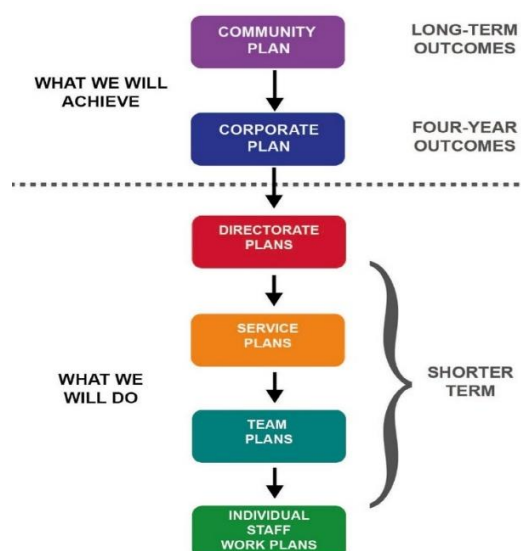 COMMUNITY
PLAN
LONG-TERM
OUTCOMES
WHAT WE WILL
ACHIEVE
CORPORATE
PLAN
FOUR-YEAR
OUTCOMES
DIRECTORATE
PLANS
SERVICE
PLANS
WHAT WE
WILL DO
SHORTER
TERM
TEAM
PLANS
INDIVIDUAL
STAFF
WORK PLANS